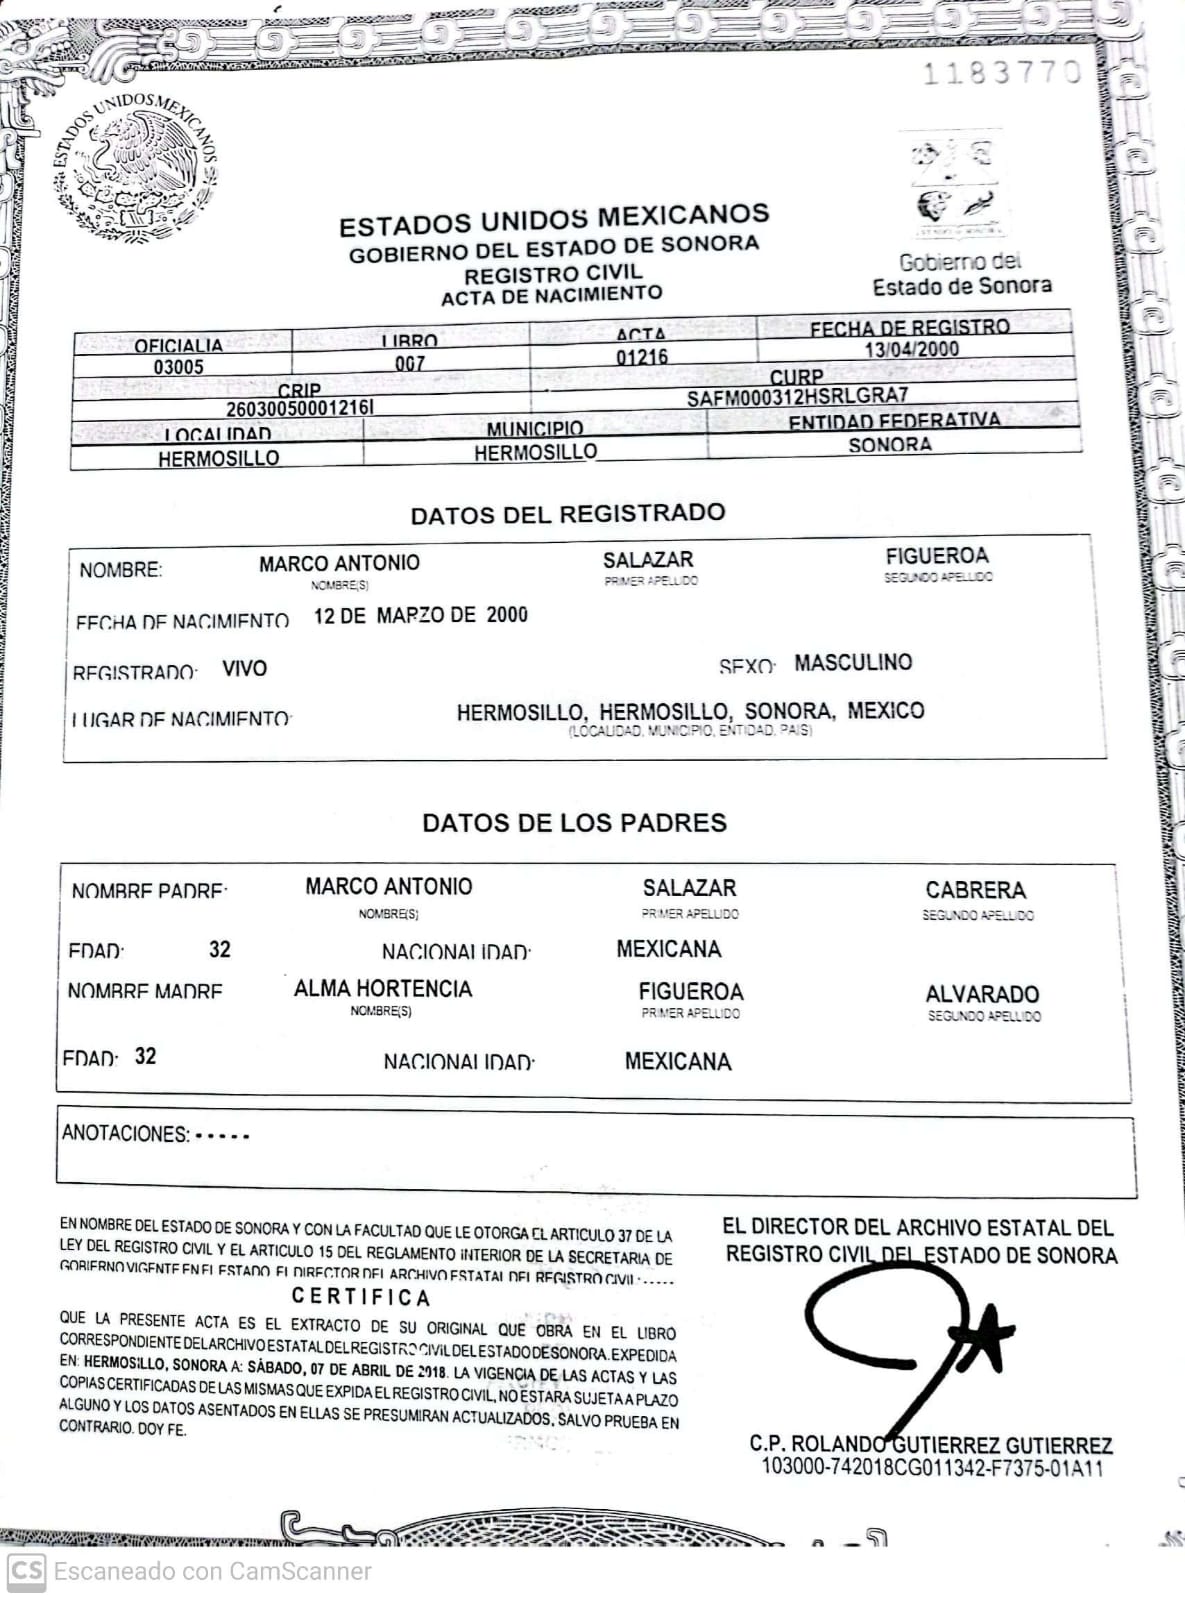 1183770
ESTADOS UNIDOS MEXICANOS
ESTADOS UNIDOS MEXICANOS
GOBIERNO DEL ESTADO DE SONORA
REGISTRO CIVIL
ACTA DE NACIMIENTO
Gobierno del
Estado de Sonora
OFICIALIA LIBRO ACTA FECHA DE REGISTRO
03005 007 01216 13/04/2000
CRIP CURP
26030050001216I SAFM000312HSRLGRA7
LOCALIDAD MUNICIPIO ENTIDAD FEDERATIVA
HERMOSILLO HERMOSILLO SONORA
DATOS DEL REGISTRADO
NOMBRE: MARCO ANTONIO SALAZAR FIGUEROA
NOMBRE(S) PRIMER APELLIDO SEGUNDO APELLIDO
FECHA DE NACIMIENTO 12 DE MARZO DE 2000
REGISTRADO: VIVO SEXO: MASCULINO
LUGAR DE NACIMIENTO: HERMOSILLO, HERMOSILLO, SONORA, MEXICO
(LOCALIDAD, MUNICIPIO, ENTIDAD, PAIS)
DATOS DE LOS PADRES
NOMBRE PADRE: MARCO ANTONIO SALAZAR CABRERA
NOMBRE(S) PRIMER APELLIDO SEGUNDO APELLIDO
EDAD: 32 NACIONALIDAD: MEXICANA
NOMBRE MADRE ALMA HORTENCIA FIGUEROA ALVARADO
NOMBRE(S) PRIMER APELLIDO SEGUNDO APELLIDO
EDAD: 32 NACIONALIDAD: MEXICANA
ANOTACIONES: -----
EN NOMBRE DEL ESTADO DE SONORA Y CON LA FACULTAD QUE LE OTORGA EL ARTICULO 37 DE LA
LEY DEL REGISTRO CIVIL Y EL ARTICULO 15 DEL REGLAMENTO INTERIOR DE LA SECRETARIA DE
GOBIERNO VIGENTE EN EL ESTADO EL DIRECTOR DEL ARCHIVO ESTATAL DEL REGISTRO CIVIL -----
CERTIFICA
QUE LA PRESENTE ACTA ES EL EXTRACTO DE SU ORIGINAL QUE OBRA EN EL LIBRO
CORRESPONDIENTE DEL ARCHIVO ESTATAL DEL REGISTRO CIVIL DEL ESTADO DE SONORA. EXPEDIDA
EN: HERMOSILLO, SONORA A: SÁBADO, 07 DE ABRIL DE 2018. LA VIGENCIA DE LAS ACTAS Y LAS
COPIAS CERTIFICADAS DE LAS MISMAS QUE EXPIDA EL REGISTRO CIVIL, NO ESTARA SUJETA A PLAZO
ALGUNO Y LOS DATOS ASENTADOS EN ELLAS SE PRESUMIRAN ACTUALIZADOS, SALVO PRUEBA EN
CONTRARIO. DOY FE.
EL DIRECTOR DEL ARCHIVO ESTATAL DEL
REGISTRO CIVIL DEL ESTADO DE SONORA
C.P. ROLANDO GUTIERREZ GUTIERREZ
103000-742018CG011342-F7375-01A11
CS Escaneado con CamScanner